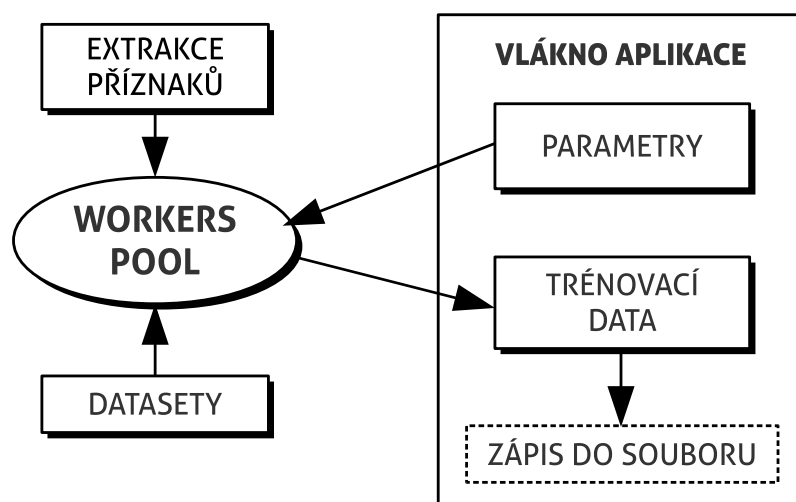 EXTRAKCE
PŘÍZNAKŮ
WORKERS
POOL
DATASETY
VLÁKNO APLIKACE
PARAMETRY
TRÉNOVACÍ
DATA
ZÁPIS DO SOUBORU